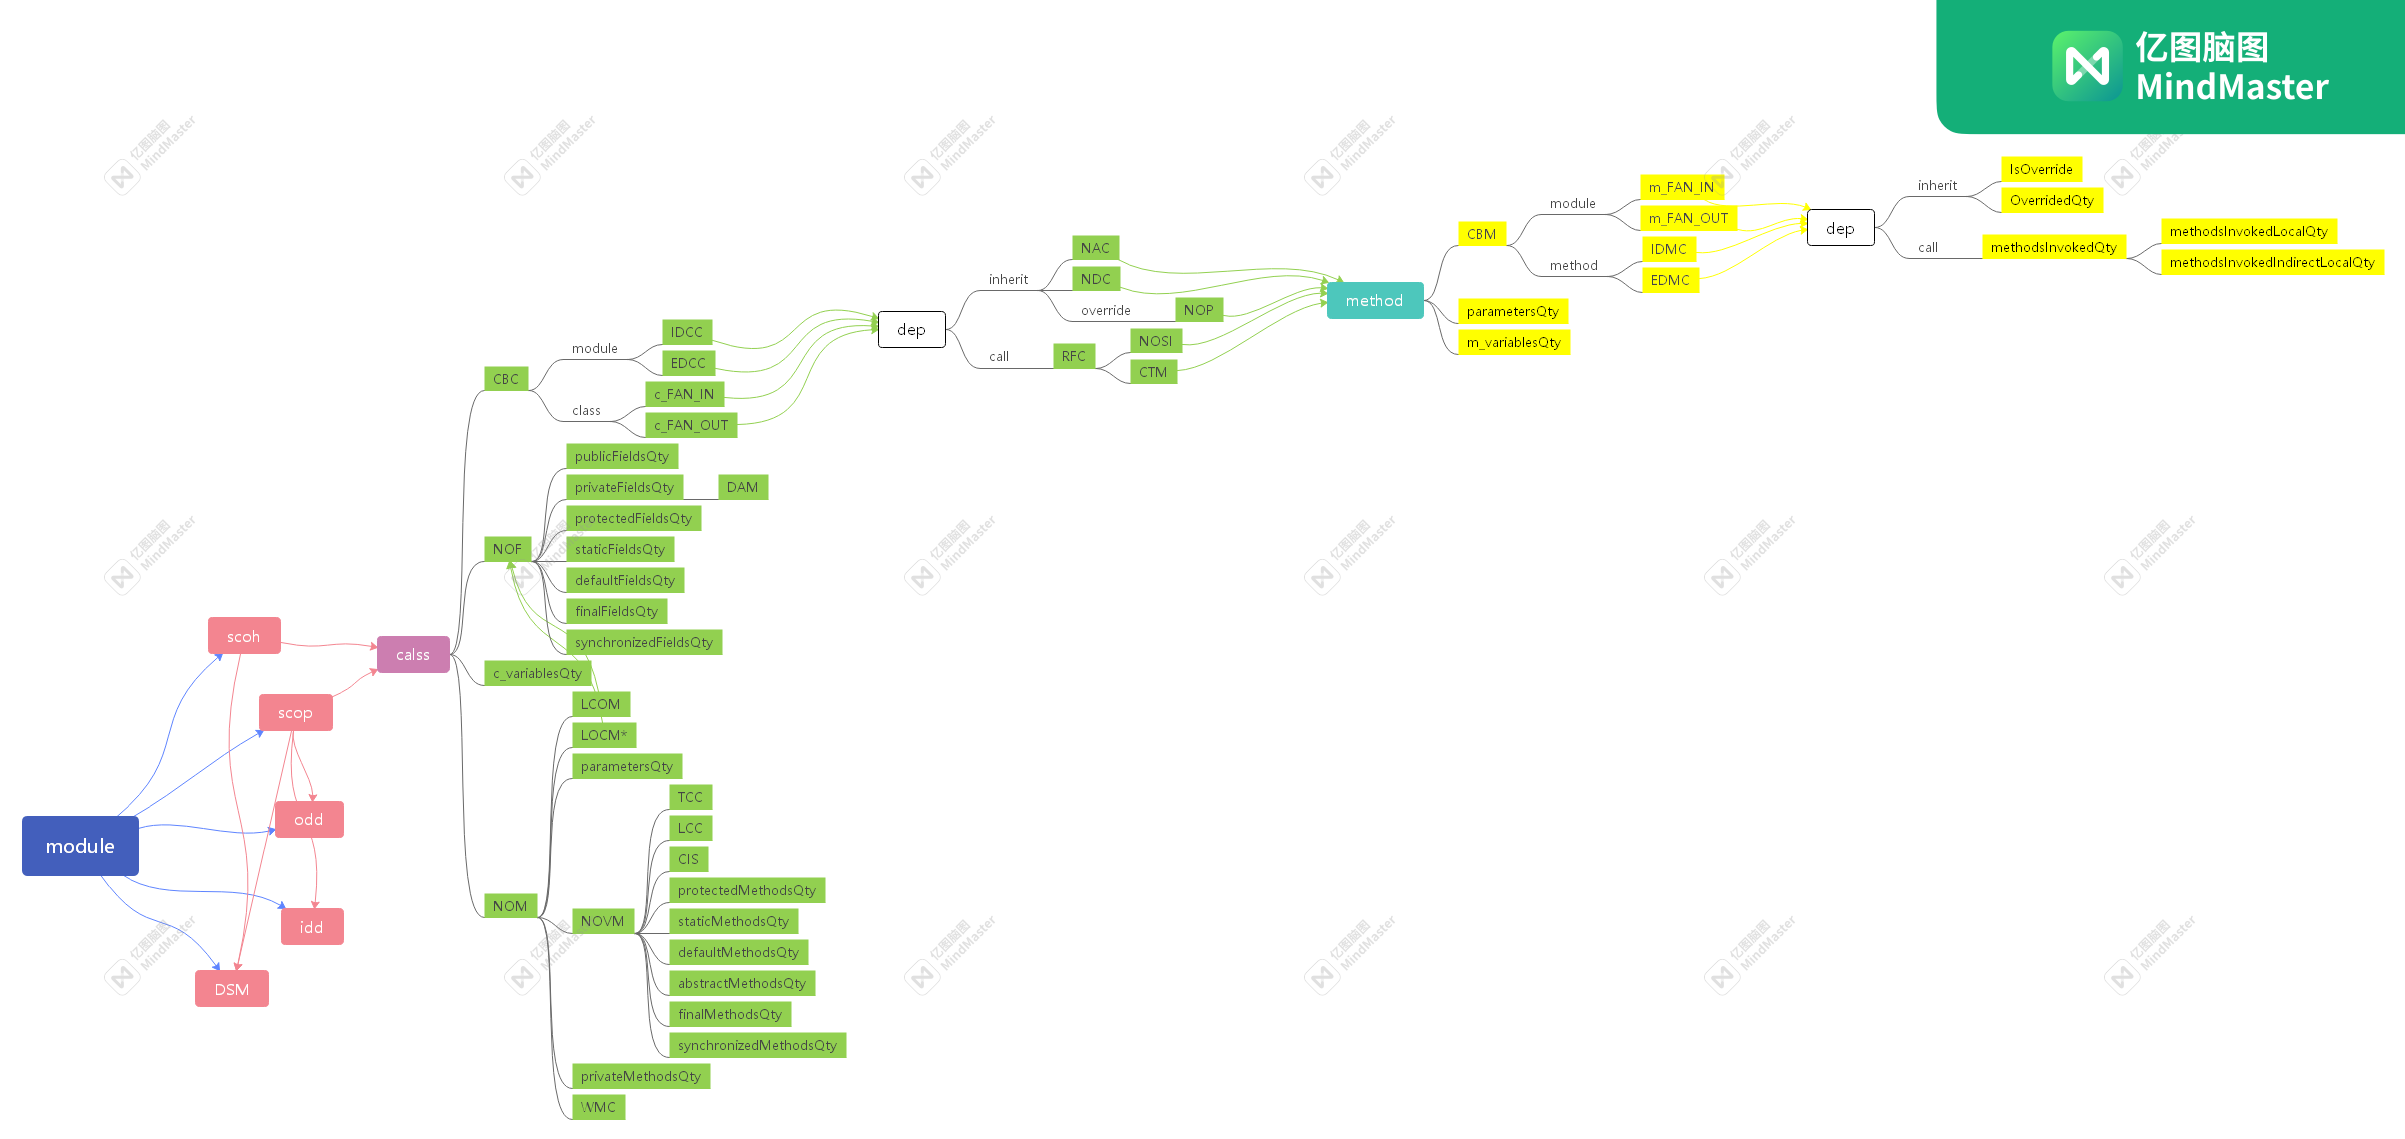 亿图脑图
MindMaster
module
scoh
scop
odd
idd
DSM
calss
CBC
module
IDCC
EDCC
class
c_FAN_IN
c_FAN_OUT
NOF
publicFieldsQty
privateFieldsQty
DAM
protectedFieldsQty
staticFieldsQty
defaultFieldsQty
finalFieldsQty
synchronizedFieldsQty
c_variablesQty
NOM
LCOM
LOCM*
parametersQty
NOVM
TCC
LCC
CIS
protectedMethodsQty
staticMethodsQty
defaultMethodsQty
abstractMethodsQty
finalMethodsQty
synchronizedMethodsQty
privateMethodsQty
WMC
dep
inherit
NAC
NDC
override
NOP
call
RFC
NOSI
CTM
method
CBM
module
m_FAN_IN
m_FAN_OUT
method
IDMC
EDMC
parametersQty
m_variablesQty
dep
inherit
IsOverride
OverridedQty
call
methodsInvokedQty
methodsInvokedLocalQty
methodsInvokedIndirectLocalQty